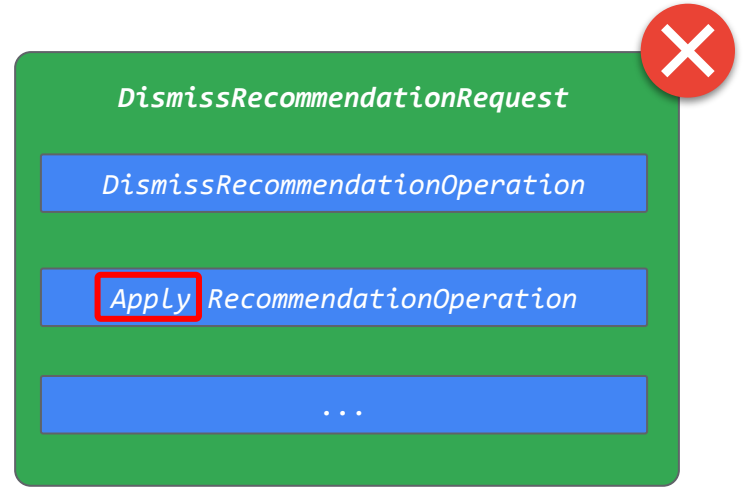 DismissRecommendationRequest
DismissRecommendationOperation
Apply RecommendationOperation
...